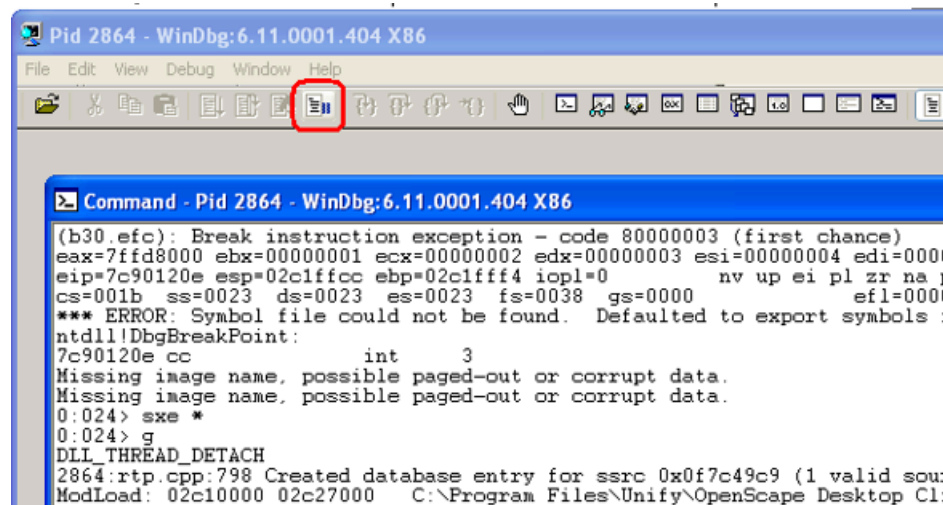 Pid 2864 - WinDbg:6.11.0001.404 X86
File Edit View Debug Window Help
Command - Pid 2864 - WinDbg:6.11.0001.404 X86
(b30.efc): Break instruction exception - code 80000003 (first chance)
eax=7ffd8000 ebx=00000001 ecx=00000002 edx=00000003 esi=00000004 edi=0000
eip=7c90120e esp=02c1ffcc ebp=02c1fff4 iopl=0 nv up ei pl zr na
cs=001b ss=0023 ds=0023 es=0023 fs=0038 gs=0000 efl=0000
*** ERROR: Symbol file could not be found. Defaulted to export symbols
ntdll!DbgBreakPoint:
7c90120e cc int 3
Missing image name, possible paged-out or corrupt data.
Missing image name, possible paged-out or corrupt data.
0:024> sxe *
0:024> g
DLL_THREAD_DETACH
2864:rtp.cpp:798 Created database entry for ssrc 0x0f7c49c9 (1 valid sou
ModLoad: 02c10000 02c27000 C:\Program Files\Unify\OpenScape Desktop Cl